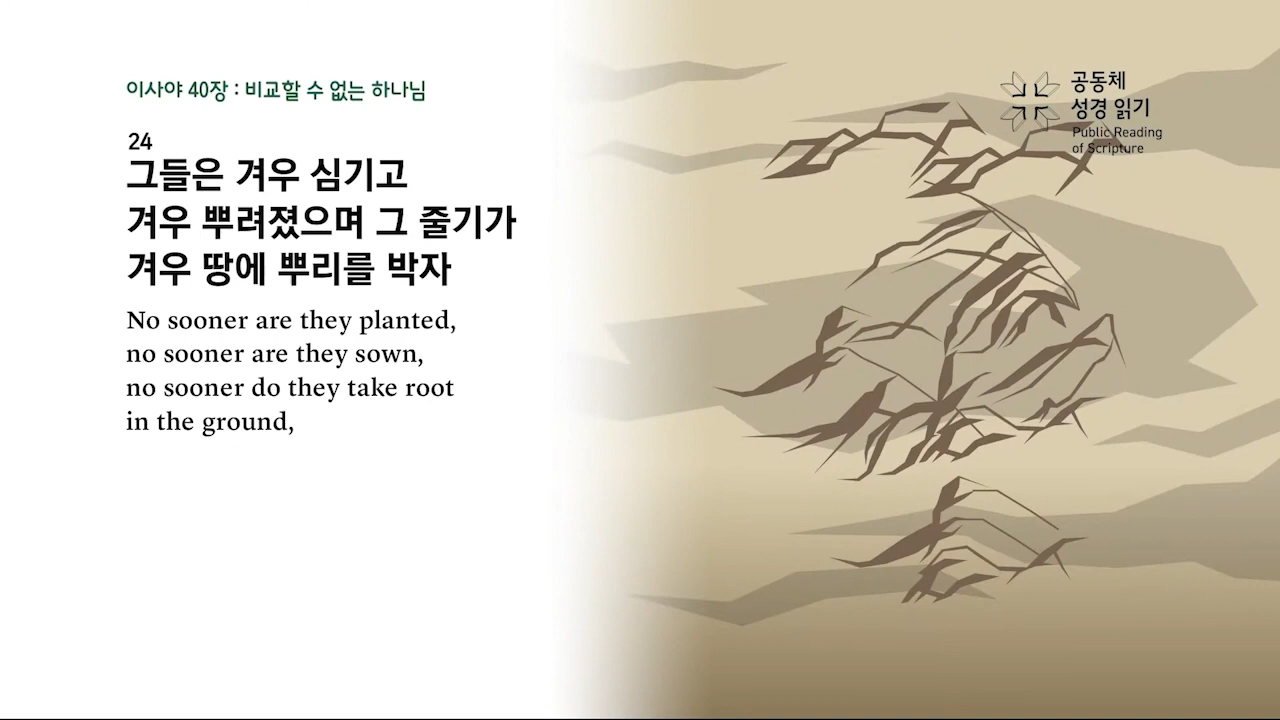 이사야 40장 : 비교할 수 없는 하나님
공동체
성경 읽기
Public Reading
of Scripture
24
그들은 겨우 심기고
겨우 뿌려졌으며 그 줄기가
겨우 땅에 뿌리를 박자
No sooner are they planted,
no sooner are they sown,
no sooner do they take root
in the ground,